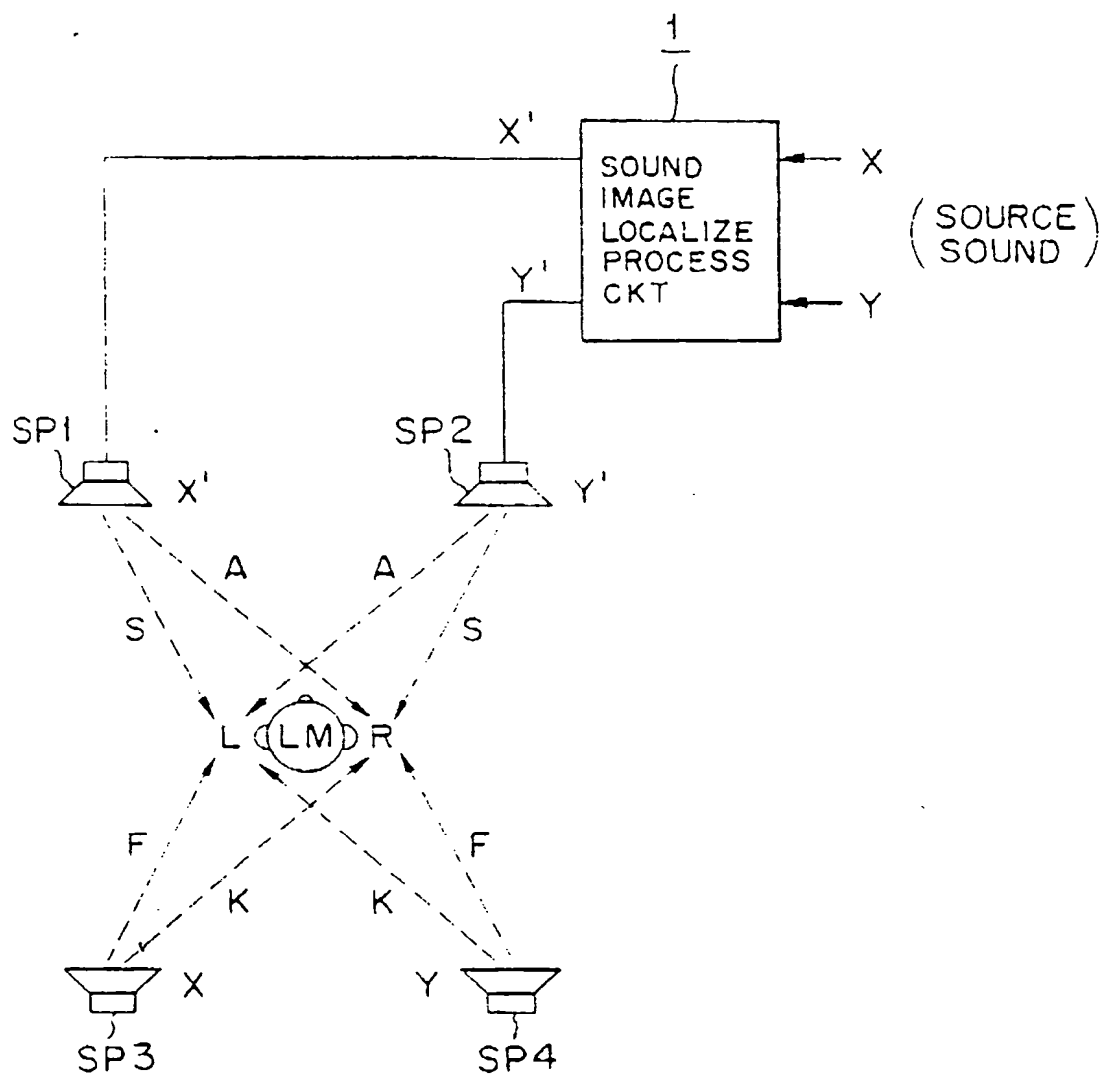 1
X'
SOUND
IMAGE
LOCALIZE
PROCESS
CKT
X
(SOURCE
SOUND)
Y'
Y
SP1
SP2
X'
Y'
A
A
S
S
L
LM
R
F
F
K
K
X
Y
SP3
SP4